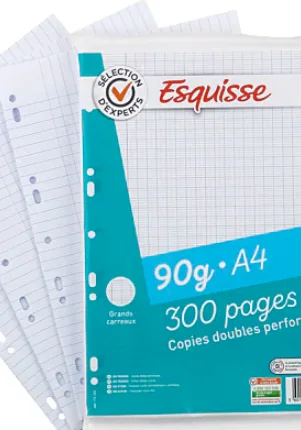 SÉLECTION
D'EXPERTS
Esquisse
90g • A4
300 pages
Copies doubles perfor
Grands
carreaux